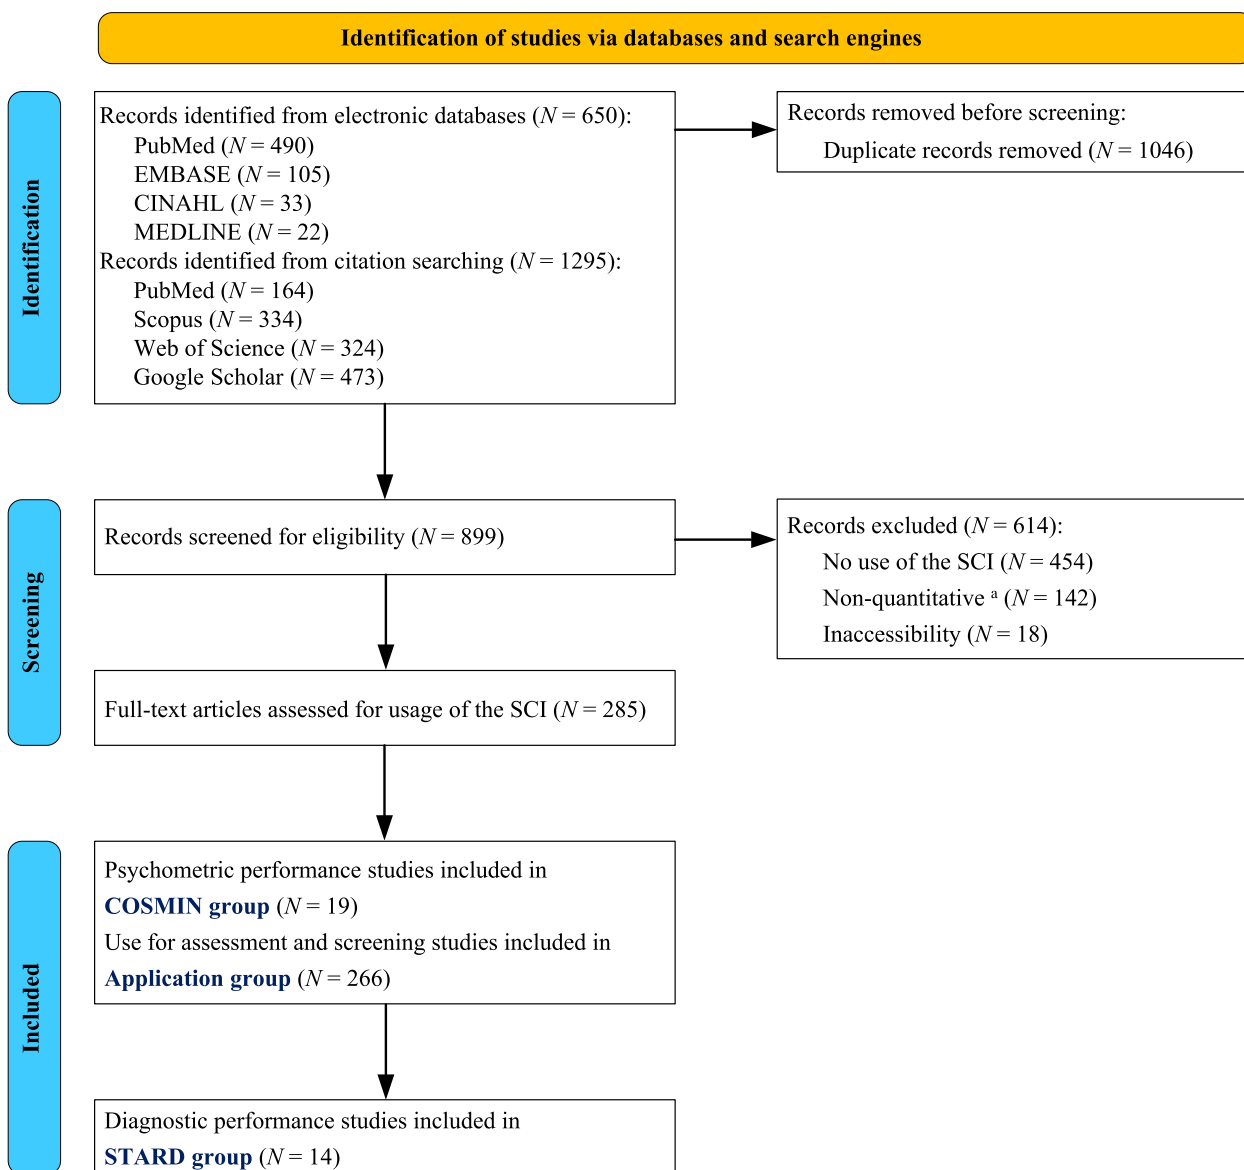 Identification of studies via databases and search engines
Identification
Records identified from electronic databases (N = 650):
PubMed (N = 490)
EMBASE (N = 105)
CINAHL (N = 33)
MEDLINE (N = 22)
Records identified from citation searching (N = 1295):
PubMed (N = 164)
Scopus (N = 334)
Web of Science (N = 324)
Google Scholar (N = 473)
Records removed before screening:
Duplicate records removed (N = 1046)
Screening
Records screened for eligibility (N = 899)
Records excluded (N = 614):
No use of the SCI (N = 454)
Non-quantitative a (N = 142)
Inaccessibility (N = 18)
Full-text articles assessed for usage of the SCI (N = 285)
Included
Psychometric performance studies included in
COSMIN group (N = 19)
Use for assessment and screening studies included in
Application group (N = 266)
Diagnostic performance studies included in
STARD group (N = 14)